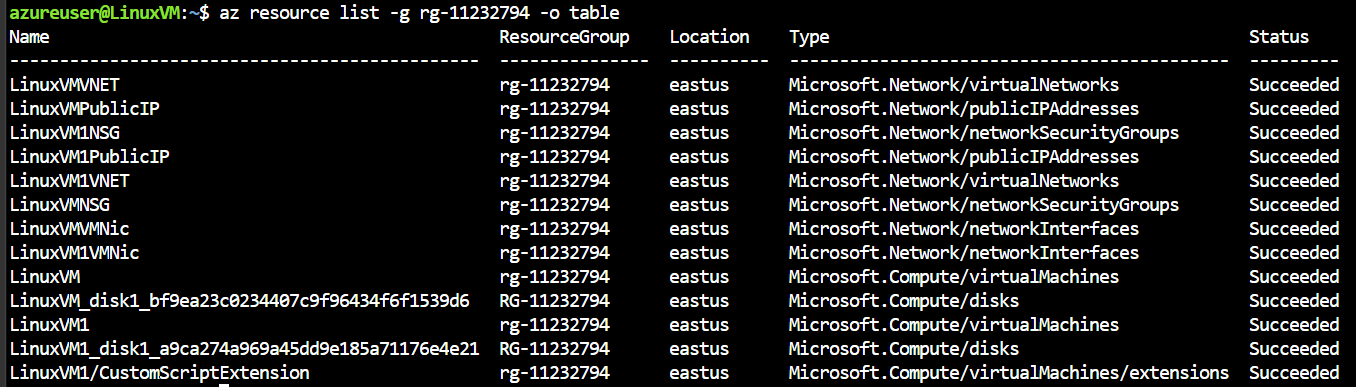 azureuser@LinuxVM:~$ az resource list -g rg-11232794 -o table
Name                                             ResourceGroup    Location    Type                                          Status
-----------------------------------------------  ---------------  ----------  --------------------------------------------  ---------
LinuxVMVNET                                      rg-11232794      eastus      Microsoft.Network/virtualNetworks             Succeeded
LinuxVMPublicIP                                  rg-11232794      eastus      Microsoft.Network/publicIPAddresses           Succeeded
LinuxVM1NSG                                      rg-11232794      eastus      Microsoft.Network/networkSecurityGroups       Succeeded
LinuxVM1PublicIP                                 rg-11232794      eastus      Microsoft.Network/publicIPAddresses           Succeeded
LinuxVM1VNET                                     rg-11232794      eastus      Microsoft.Network/virtualNetworks             Succeeded
LinuxVMNSG                                       rg-11232794      eastus      Microsoft.Network/networkSecurityGroups       Succeeded
LinuxVMVMNic                                     rg-11232794      eastus      Microsoft.Network/networkInterfaces           Succeeded
LinuxVM1VMNic                                    rg-11232794      eastus      Microsoft.Network/networkInterfaces           Succeeded
LinuxVM                                          rg-11232794      eastus      Microsoft.Compute/virtualMachines             Succeeded
LinuxVM_disk1_bf9ea23c0234407c9f96434f6f1539d6   RG-11232794      eastus      Microsoft.Compute/disks                       Succeeded
LinuxVM1                                         rg-11232794      eastus      Microsoft.Compute/virtualMachines             Succeeded
LinuxVM1_disk1_a9ca274a969a45dd9e185a71176e4e21  RG-11232794      eastus      Microsoft.Compute/disks                       Succeeded
LinuxVM1/CustomScriptExtension                   rg-11232794      eastus      Microsoft.Compute/virtualMachines/extensions  Succeeded